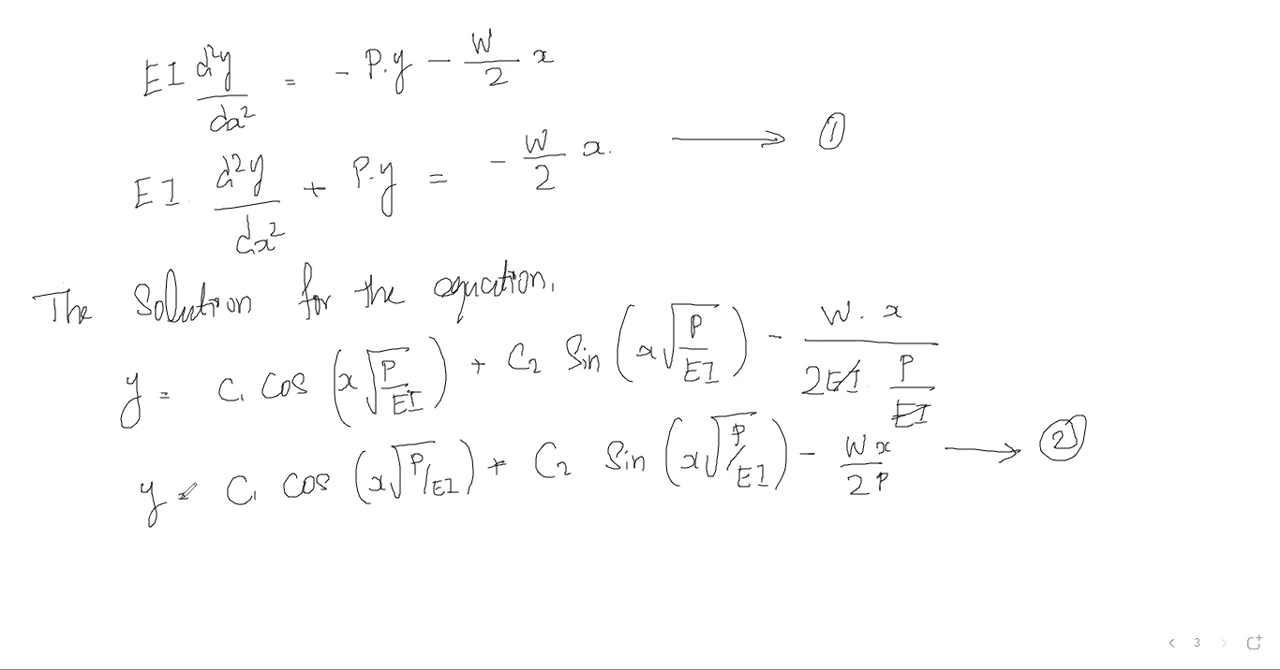 EI d²y/dx² = - P.y - W/2 x
EI d²y/dx² + P.y = - W/2 x. ⟶ ①
The Solution for the equation,
y = C₁ cos (x√(P/EI)) + C₂ Sin (x√(P/EI)) - W. x / 2EI P/EI
y = C₁ cos (x√(P/EI)) + C₂ Sin (x√(P/EI)) - Wx/2P ⟶ ②
< 3 >